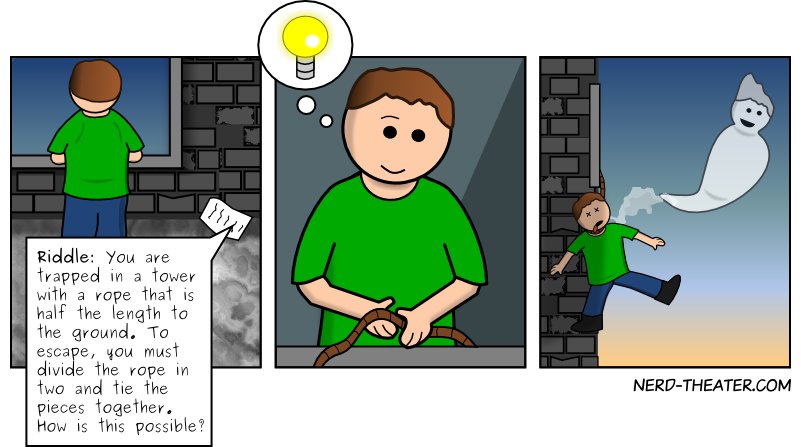 Riddle: You are
trapped in a tower
with a rope that is
half the length to
the ground. To
escape, you must
divide the rope in
two and tie the
pieces together.
How is this possible?
NERD-THEATER.COM